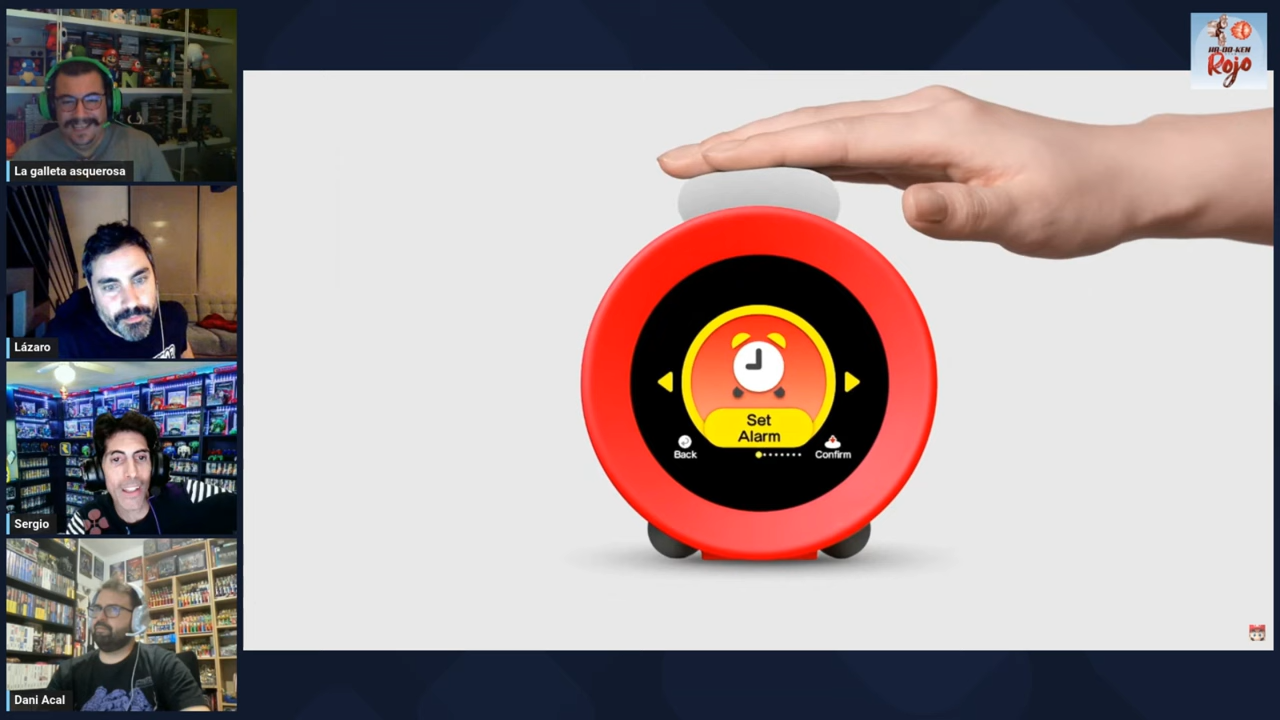 La galleta asquerosa
Lázaro
Sergio
Dani Acal
HA-DO-KEN
Rojo
Set
Alarm
Back
Confirm